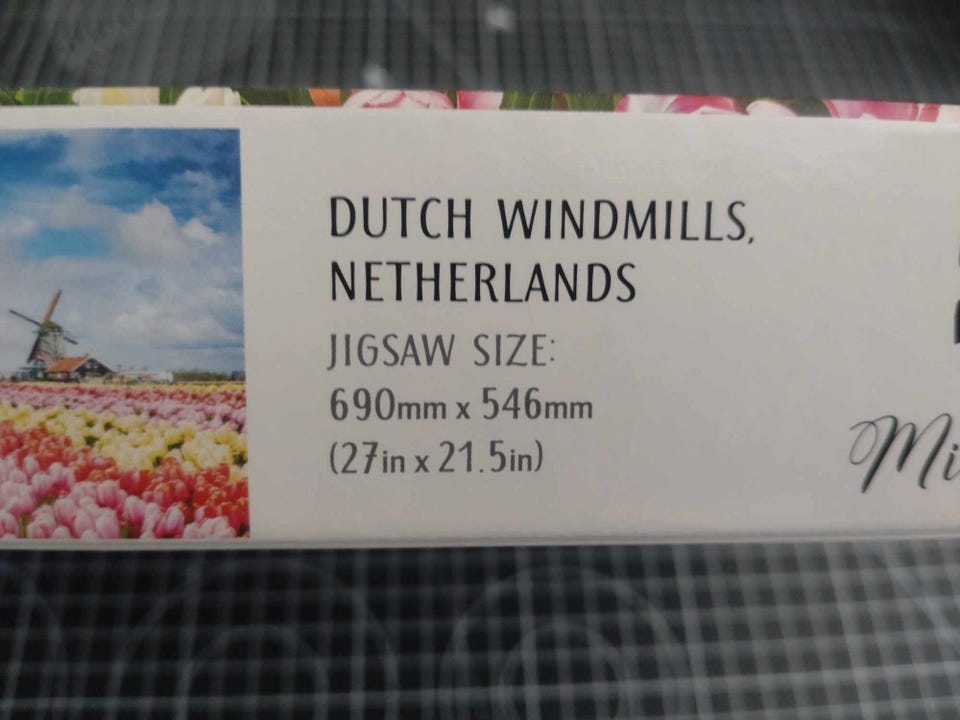 DUTCH WINDMILLS,
NETHERLANDS
JIGSAW SIZE:
690mm x 546mm
(27in x 21.5in)